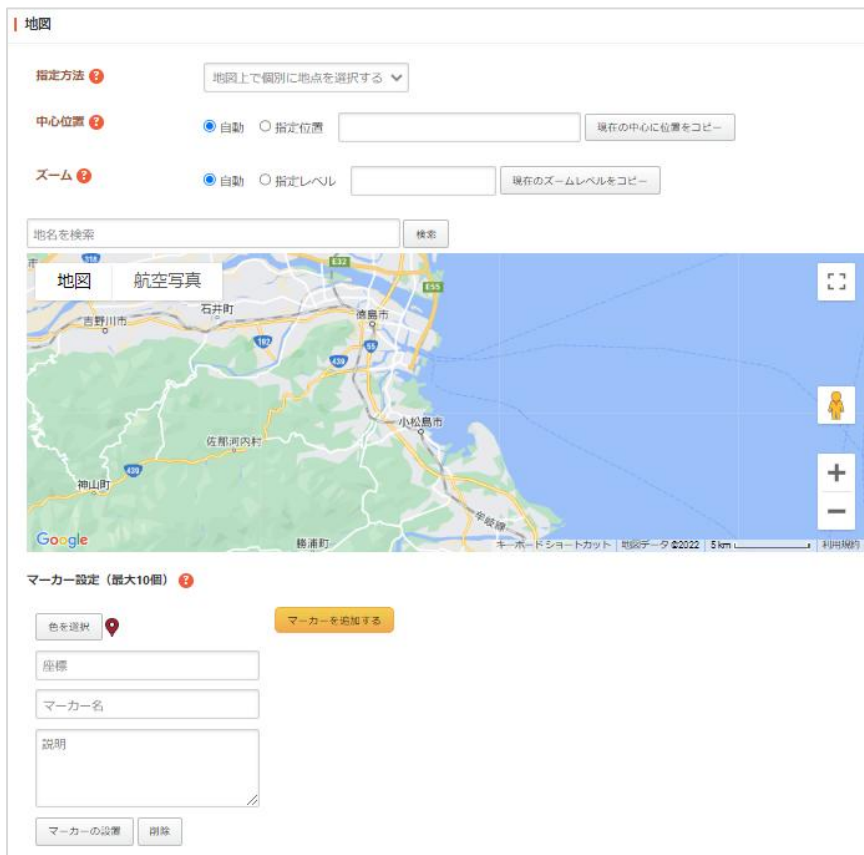 地図
指定方法 ?
地図上で個別に地点を選択する
中心位置 ?
自動 指定位置 現在の中心に位置をコピー
ズーム ?
自動 指定レベル 現在のズームレベルをコピー
地名を検索 検索
地図 航空写真
E32
E55
石井町
徳島市
吉野川市
192
55
439
小松島市
佐那河内村
439
神山町
牟岐線
勝浦町
Google
キーボード ショートカット 地図データ ©2022 5 km 利用規約
マーカー設定（最大10個） ?
色を選択 マーカーを追加する
座標
マーカー名
説明
マーカーの設置 削除